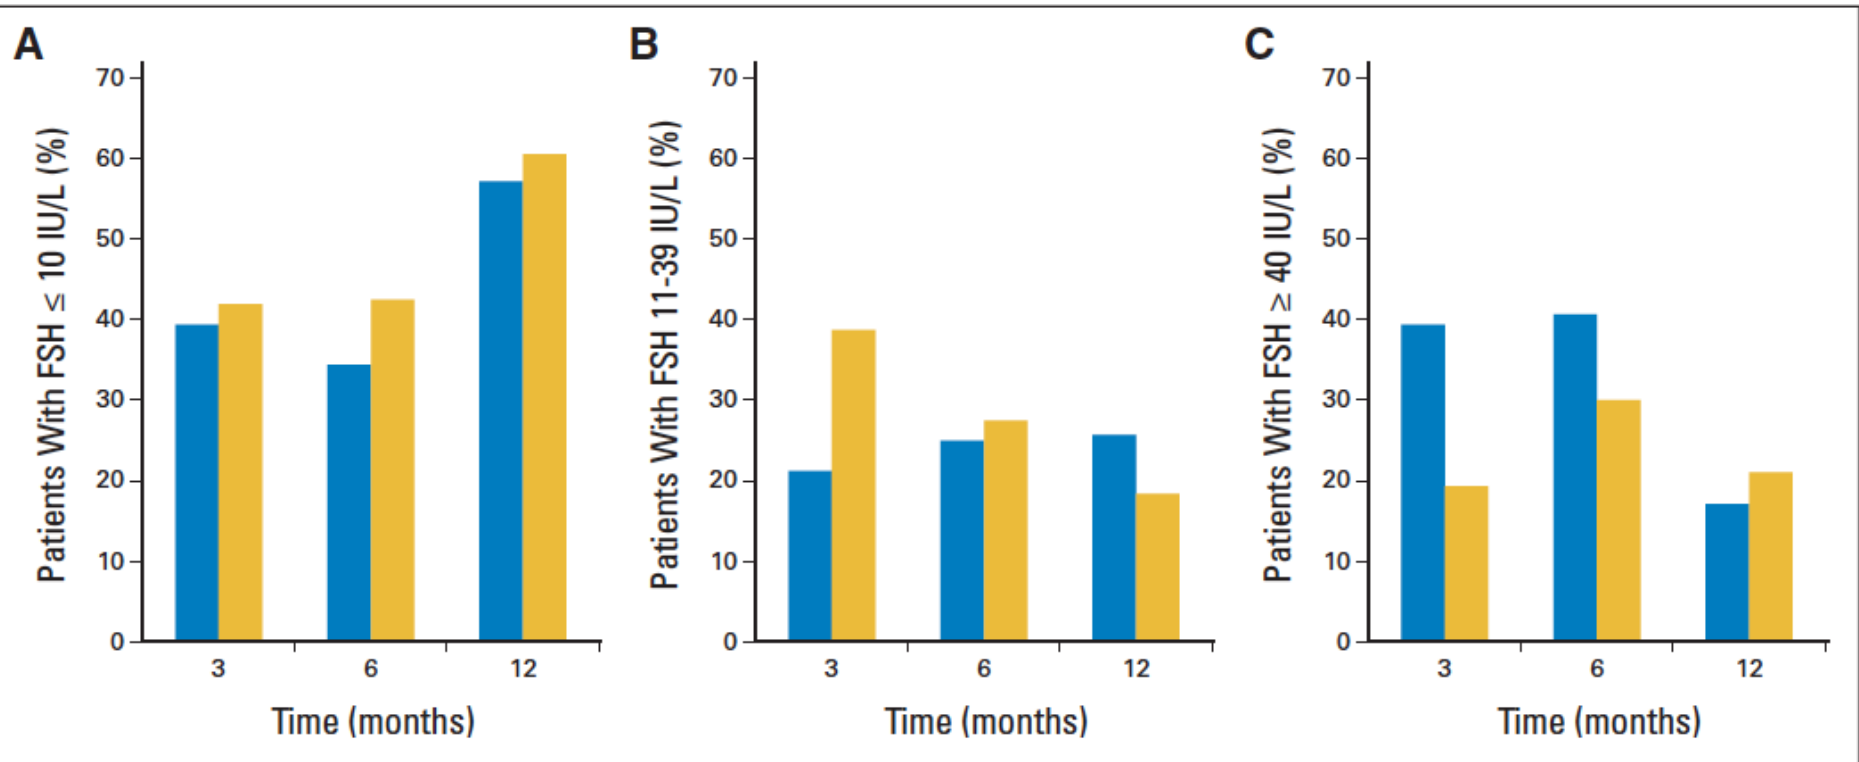 A
Patients With FSH ≤ 10 IU/L (%)
70
60
50
40
30
20
10
0
3 6 12
Time (months)
B
Patients With FSH 11-39 IU/L (%)
70
60
50
40
30
20
10
0
3 6 12
Time (months)
C
Patients With FSH ≥ 40 IU/L (%)
70
60
50
40
30
20
10
0
3 6 12
Time (months)